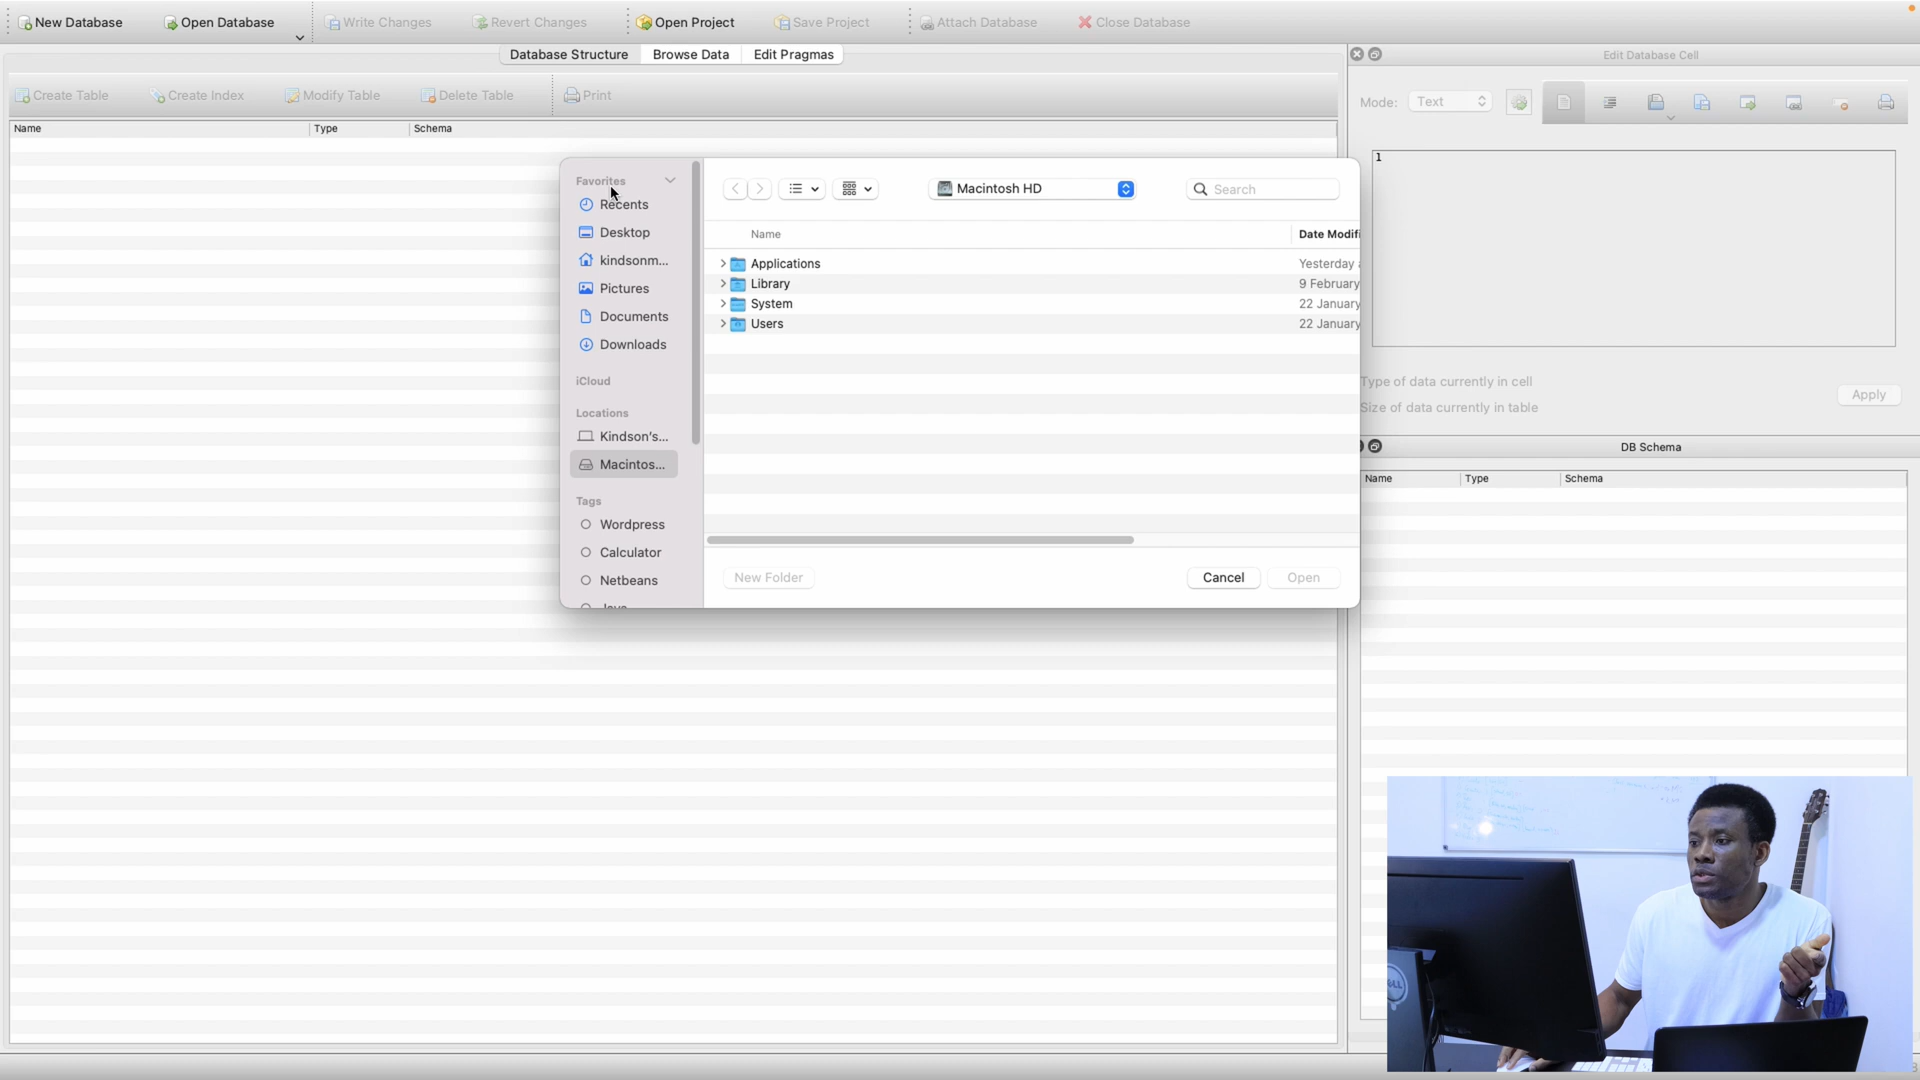 New Database Open Database Write Changes Revert Changes Open Project Save Project Attach Database Close Database
Database Structure Browse Data Edit Pragmas
Create Table Create Index Modify Table Delete Table Print
Name Type Schema
Favorites
Recents
Desktop
kindsonm...
Pictures
Documents
Downloads
iCloud
Locations
Kindson's...
Macintos...
Tags
Wordpress
Calculator
Netbeans
Java
Macintosh HD
Search
Name Date Modifi
Applications Yesterday
Library 9 February
System 22 January
Users 22 January
New Folder Cancel Open
Edit Database Cell
Mode: Text
1
Type of data currently in cell
Size of data currently in table
Apply
DB Schema
Name Type Schema
DELL